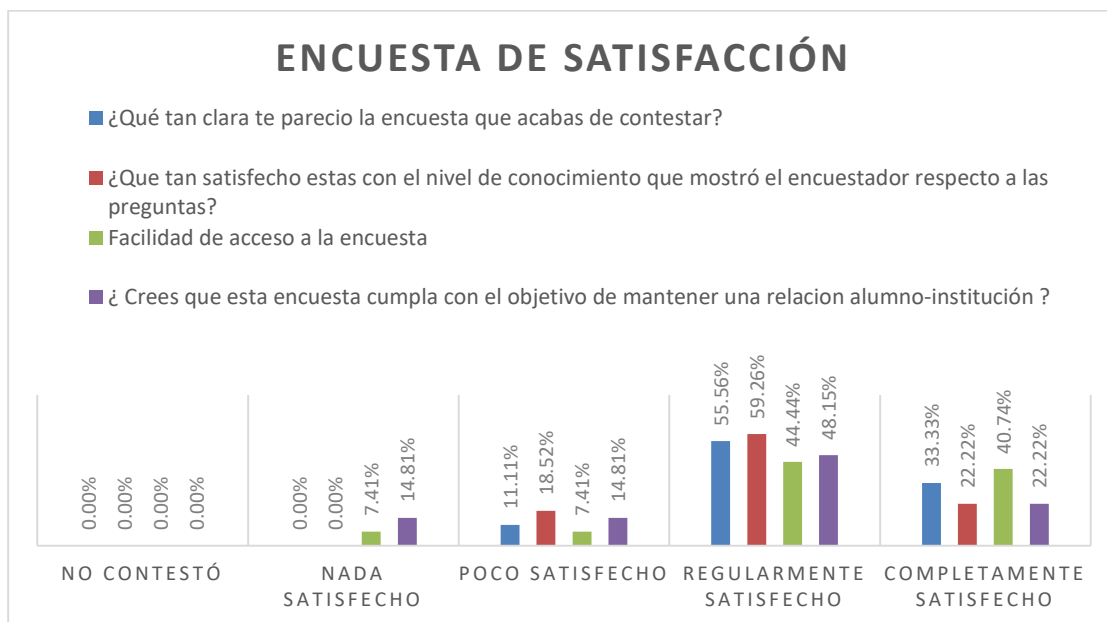 ENCUESTA DE SATISFACCIÓN
¿Qué tan clara te parecio la encuesta que acabas de contestar?
¿Que tan satisfecho estas con el nivel de conocimiento que mostró el encuestador respecto a las
preguntas?
Facilidad de acceso a la encuesta
¿ Crees que esta encuesta cumpla con el objetivo de mantener una relacion alumno-institución ?
0.00% 0.00% 0.00% 0.00%
0.00% 0.00% 7.41% 14.81%
11.11% 18.52% 7.41% 14.81%
55.56% 59.26% 44.44% 48.15%
33.33% 22.22% 40.74% 22.22%
NO CONTESTÓ
NADA
SATISFECHO
POCO SATISFECHO
REGULARMENTE
SATISFECHO
COMPLETAMENTE
SATISFECHO